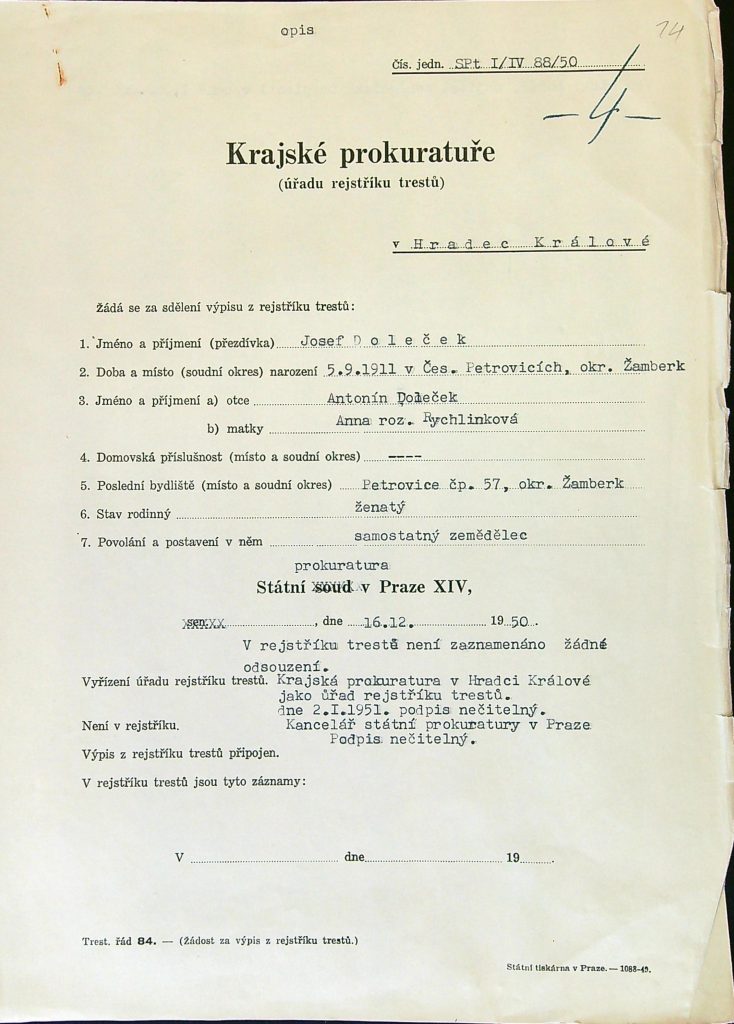 opis
14
Čís. jedn. SPt I/IV 88/50
-4-
Krajské prokuratuře
(úřadu rejstříku trestů)
v Hradec Králové
Žádá se za sdělení výpisu z rejstříku trestů:
1. Jméno a příjmení (přezdívka) Josef Doleček
2. Doba a místo (soudní okres) narození 5.9.1911 v Čes. Petrovicích, okr. Žamberk
3. Jméno a příjmení a) otce Antonín Doleček
b) matky Anna roz. Rychlinková
4. Domovská příslušnost (místo a soudní okres) ----
5. Poslední bydliště (místo a soudní okres) Petrovice čp. 57, okr. Žamberk
6. Stav rodinný ženatý
7. Povolání a postavení v něm samostatný zemědělec
prokuratura
Státní soud v Praze XIV,
sen. , dne 16.12. 1950.
V rejstříku trestů není zaznamenáno žádné
odsouzení.
Vyřízení úřadu rejstříku trestů. Krajská prokuratura v Hradci Králové
jako úřad rejstříku trestů.
dne 2.I.1951. podpis nečitelný.
Není v rejstříku. Kancelář státní prokuratury v Praze
Podpis nečitelný.
Výpis z rejstříku trestů připojen.
V rejstříku trestů jsou tyto záznamy:
V dne 19 .
Trest. řád 84. — (Žádost za výpis z rejstříku trestů.)
Státní tiskárna v Praze. — 1088-49.